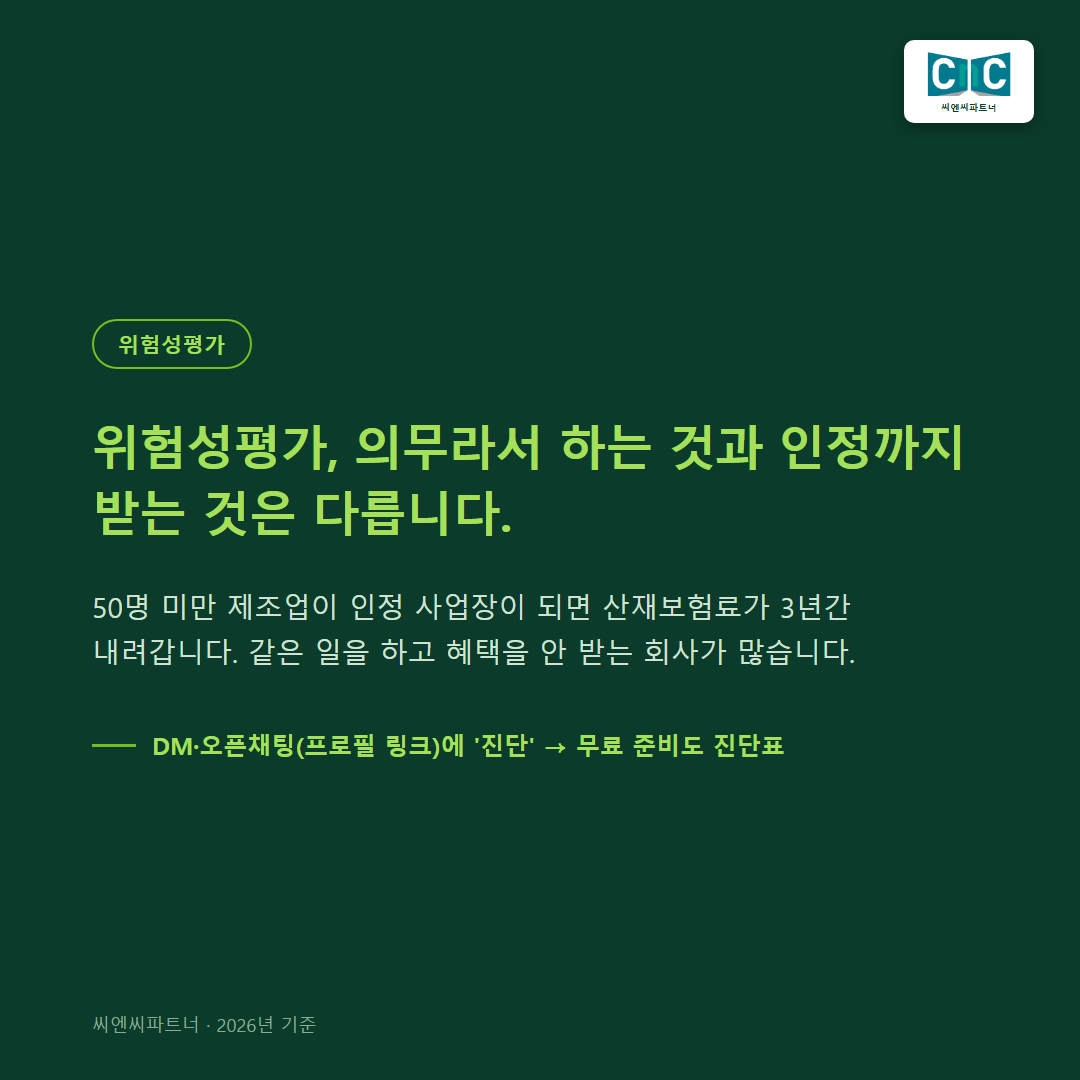 CnC
씨엔씨파트너
위험성평가
위험성평가, 의무라서 하는 것과 인정까지
받는 것은 다릅니다.
50명 미만 제조업이 인정 사업장이 되면 산재보험료가 3년간
내려갑니다. 같은 일을 하고 혜택을 안 받는 회사가 많습니다.
DM·오픈채팅(프로필 링크)에 '진단' → 무료 준비도 진단표
씨엔씨파트너 · 2026년 기준